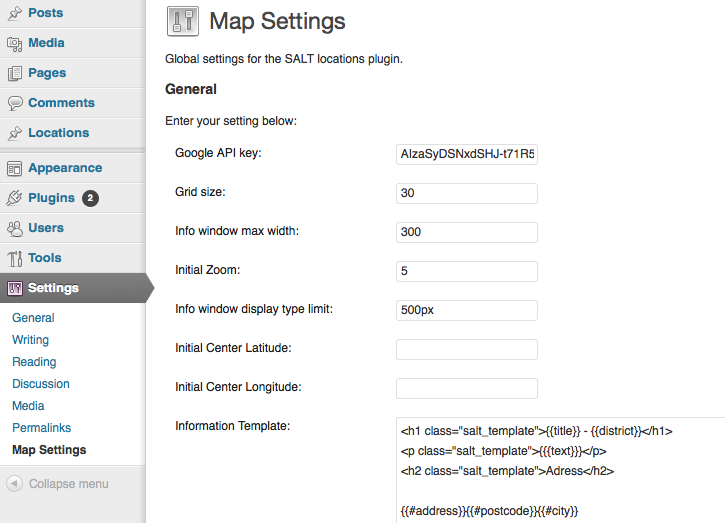 Posts
Media
Pages
Comments
Locations
Appearance
Plugins 2
Users
Tools
Settings
General
Writing
Reading
Discussion
Media
Permalinks
Map Settings
Collapse menu
Map Settings
Global settings for the SALT locations plugin.
General
Enter your setting below:
Google API key: AIzaSyDSNxdSHJ-t71R5
Grid size: 30
Info window max width: 300
Initial Zoom: 5
Info window display type limit: 500px
Initial Center Latitude:
Initial Center Longitude:
Information Template:
<h1 class="salt_template">{{title}} - {{district}}</h1>
<p class="salt_template">{{{text}}}</p>
<h2 class="salt_template">Adress</h2>
{{#address}}{{#postcode}}{{#city}}